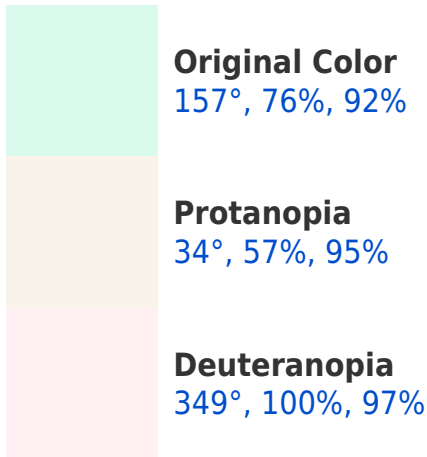 Original Color
157°, 76%, 92%
Protanopia
34°, 57%, 95%
Deuteranopia
349°, 100%, 97%